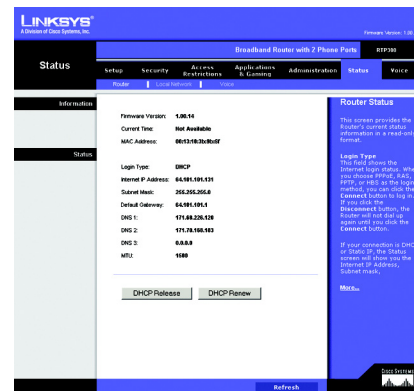 LINKSYS®
A Division of Cisco Systems, Inc.
Firmware Version: 1.00
Broadband Router with 2 Phone Ports
RTP300
Status
Setup
Security
Access Restrictions
Applications & Gaming
Administration
Status
Voice
Router
Local Network
Voice
Information
Firmware Version: 1.00.14
Current Time: Not Available
MAC Address:
Status
Login Type: DHCP
Internet IP Address: 64.101.101.131
Subnet Mask: 255.255.255.0
Default Gateway: 64.101.101.1
DNS 1: 171.68.226.120
DNS 2: 171.70.168.183
DNS 3: 0.0.0.0
MTU: 1500
DHCP Release
DHCP Renew
Router Status
This screen provides the
Router's current status
information in a read-only
format.
Login Type
This field shows the
Internet login status. When
you choose PPPoE, RAS,
PPTP, or HBS as the login
method, you can click the
Connect button to log in.
If you click the
Disconnect button, the
Router will not dial up
again until you click the
Connect button.
If your connection is DHC
or Static IP, the Status
screen will show you the
Internet IP Address,
Subnet mask,
More...
Refresh
CISCO SYSTEMS